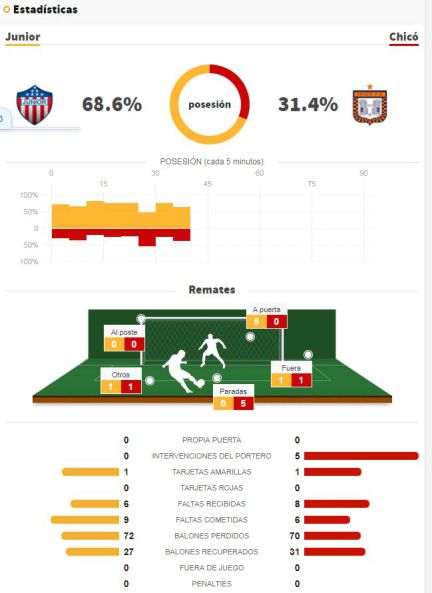 Estadísticas
Junior Chicó
JUNIOR
68.6% posesión 31.4%
POSESIÓN (cada 5 minutos)
0 30 60 90
15 45 75
100%
50%
0
50%
100%
Remates
A puerta
5 0
Al poste
0 0
Fuera
1 1
Otros
1 1
Paradas
0 5
0 PROPIA PUERTA 0
0 INTERVENCIONES DEL PORTERO 5
1 TARJETAS AMARILLAS 1
0 TARJETAS ROJAS 0
6 FALTAS RECIBIDAS 8
9 FALTAS COMETIDAS 6
72 BALONES PERDIDOS 70
27 BALONES RECUPERADOS 31
0 FUERA DE JUEGO 0
0 PENALTIES 0